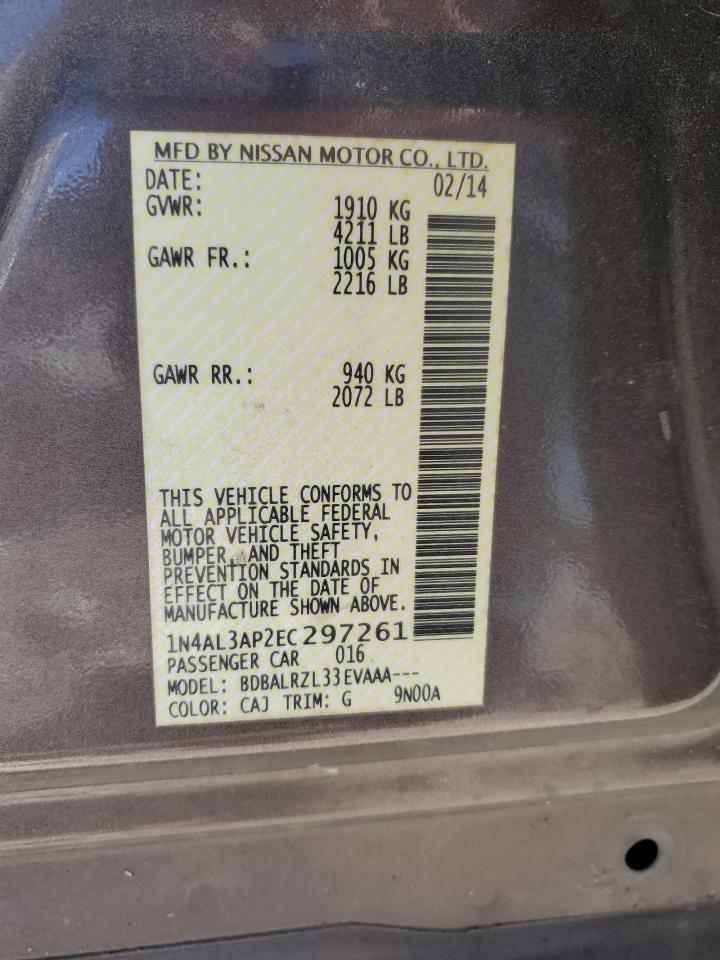 MFD BY NISSAN MOTOR CO., LTD.
DATE: 02/14
GVWR: 1910 KG
4211 LB
GAWR FR.: 1005 KG
2216 LB
GAWR RR.: 940 KG
2072 LB
THIS VEHICLE CONFORMS TO
ALL APPLICABLE FEDERAL
MOTOR VEHICLE SAFETY,
BUMPER, AND THEFT
PREVENTION STANDARDS IN
EFFECT ON THE DATE OF
MANUFACTURE SHOWN ABOVE.
1N4AL3AP2EC297261
PASSENGER CAR 016
MODEL: BDBALRZL33EVAAA---
COLOR: CAJ TRIM: G 9N00A